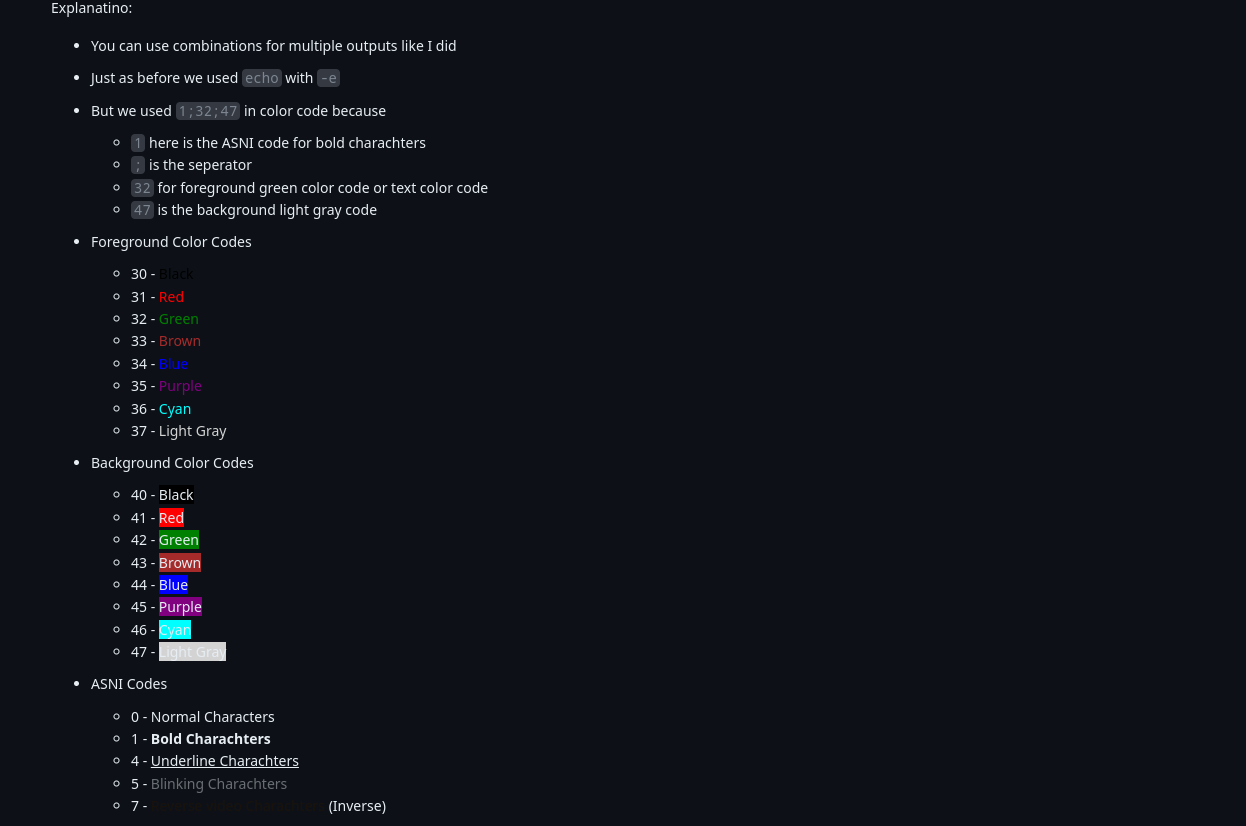 Explanatino:
You can use combinations for multiple outputs like I did
Just as before we used echo with -e
But we used 1;32;47 in color code because
1 here is the ASNI code for bold charachters
; is the seperator
32 for foreground green color code or text color code
47 is the background light gray code
Foreground Color Codes
30 - Black
31 - Red
32 - Green
33 - Brown
34 - Blue
35 - Purple
36 - Cyan
37 - Light Gray
Background Color Codes
40 - Black
41 - Red
42 - Green
43 - Brown
44 - Blue
45 - Purple
46 - Cyan
47 - Light Gray
ASNI Codes
0 - Normal Characters
1 - Bold Charachters
4 - Underline Charachters
5 - Blinking Charachters
7 - (Inverse)